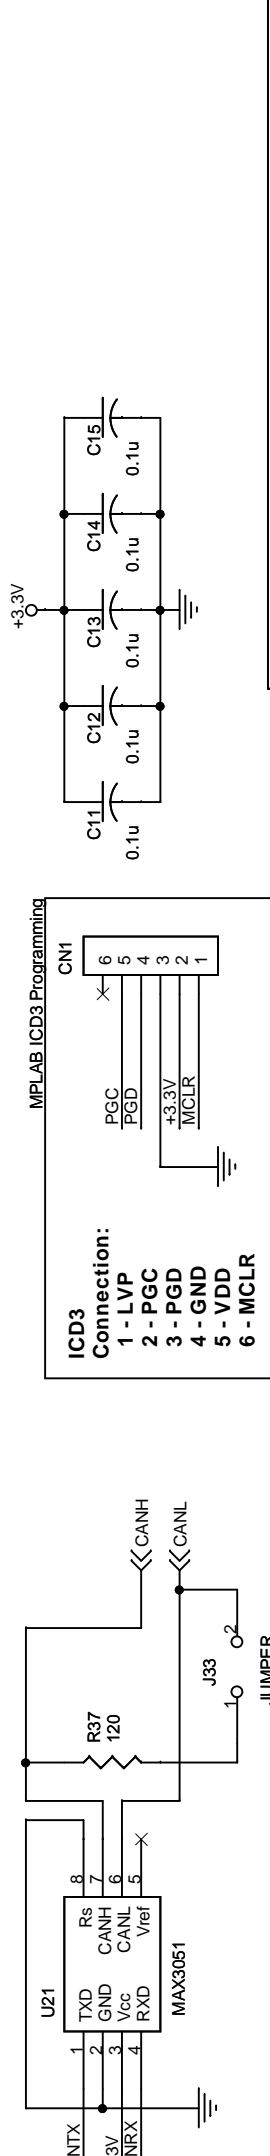 +3.3V
C11
0.1u
C12
0.1u
C13
0.1u
C14
0.1u
C15
0.1u
MPLAB ICD3 Programming
CN1
6
5
4
3
2
1
PGC
PGD
+3.3V
MCLR
ICD3
Connection:
1 - LVP
2 - PGC
3 - PGD
4 - GND
5 - VDD
6 - MCLR
CANH
CANL
R37
120
J33
1
2
JUMPER
U21
TXD
GND
Vcc
RXD
Rs
CANH
CANL
Vref
1
2
3
4
8
7
6
5
MAX3051
NTX
3V
NRX